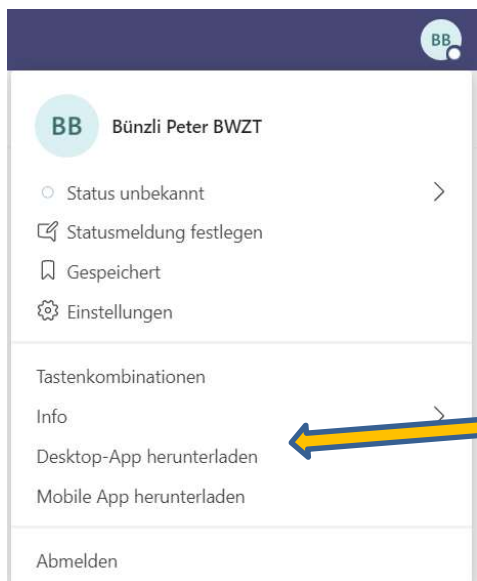 BB
BB
Bünzli Peter BWZT
Status unbekannt
Statusmeldung festlegen
Gespeichert
Einstellungen
Tastenkombinationen
Info
Desktop-App herunterladen
Mobile App herunterladen
Abmelden